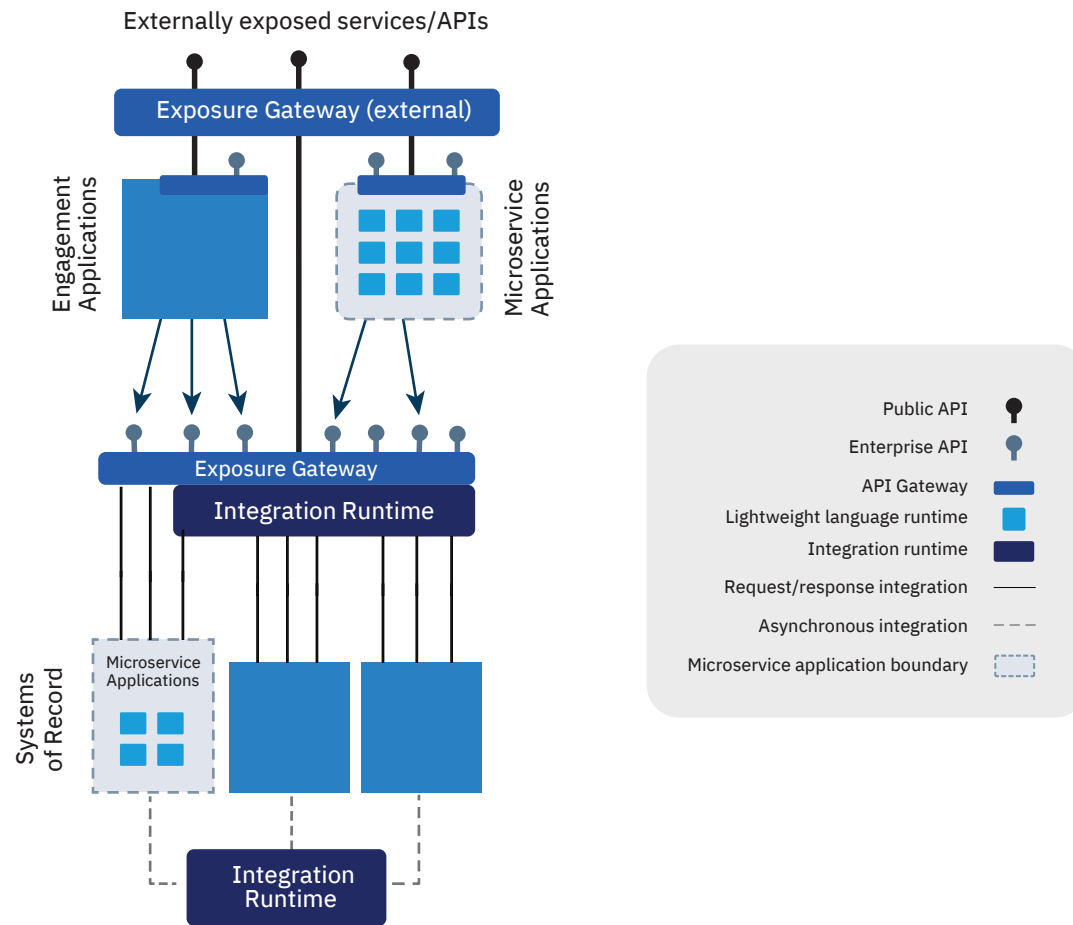 Externally exposed services/APIs
Exposure Gateway (external)
Engagement
Applications
Microservice
Applications
Exposure Gateway
Integration Runtime
Microservice
Applications
Systems
of Record
Integration
Runtime
Public API
Enterprise API
API Gateway
Lightweight language runtime
Integration runtime
Request/response integration
Asynchronous integration
Microservice application boundary